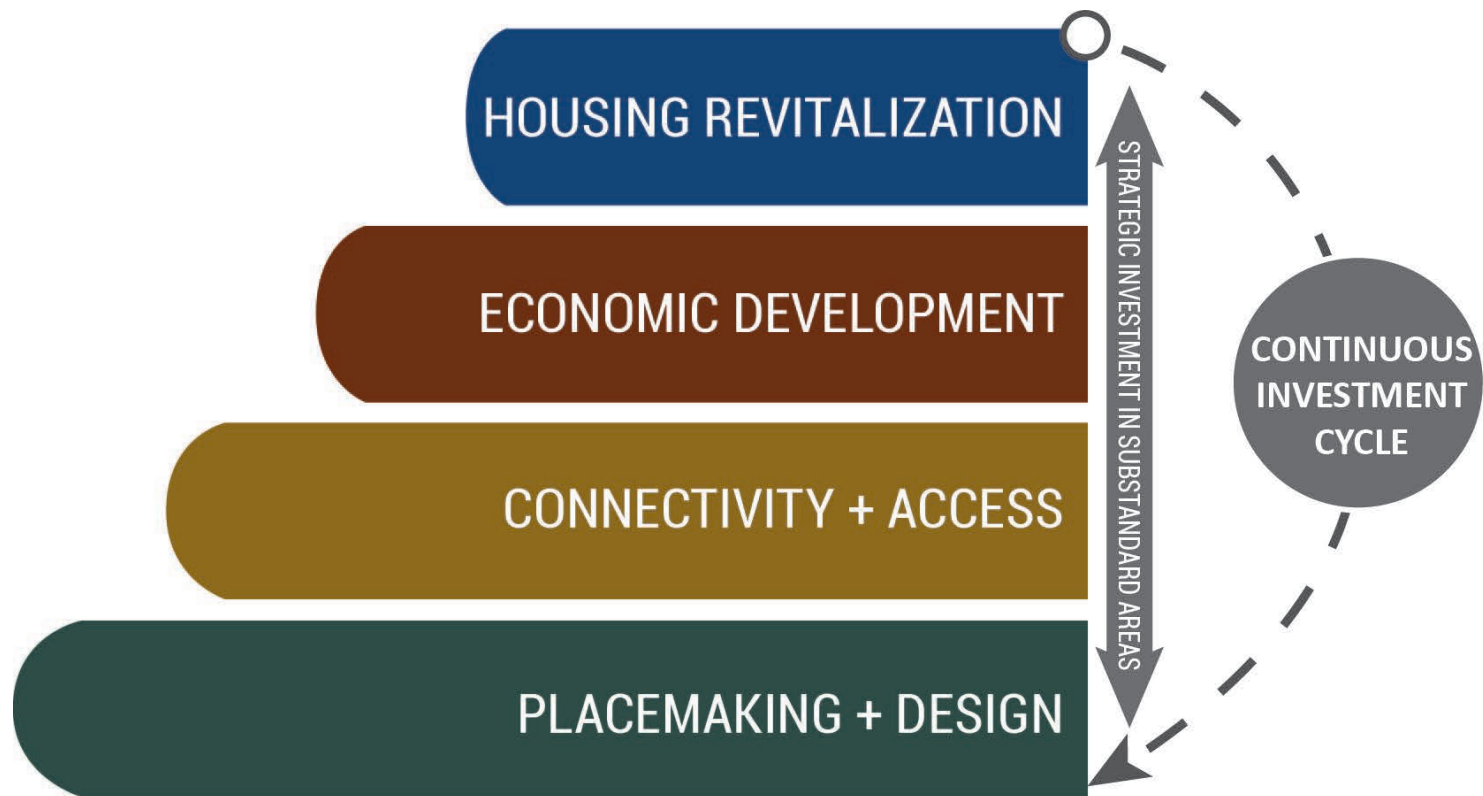 HOUSING REVITALIZATION
ECONOMIC DEVELOPMENT
CONNECTIVITY + ACCESS
PLACEMAKING + DESIGN
STRATEGIC INVESTMENT IN SUBSTANDARD AREAS
CONTINUOUS
INVESTMENT
CYCLE